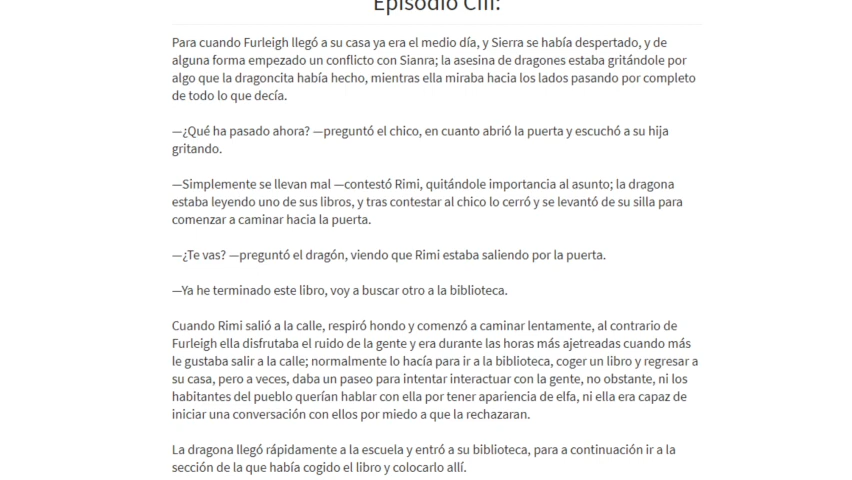 Episodio CIII:
Para cuando Furleigh llegó a su casa ya era el medio día, y Sierra se había despertado, y de
alguna forma empezado un conflicto con Sianra; la asesina de dragones estaba gritándole por
algo que la dragoncita había hecho, mientras ella miraba hacia los lados pasando por completo
de todo lo que decía.
—¿Qué ha pasado ahora? —preguntó el chico, en cuanto abrió la puerta y escuchó a su hija
gritando.
—Simplemente se llevan mal —contestó Rimi, quitándole importancia al asunto; la dragona
estaba leyendo uno de sus libros, y tras contestar al chico lo cerró y se levantó de su silla para
comenzar a caminar hacia la puerta.
—¿Te vas? —preguntó el dragón, viendo que Rimi estaba saliendo por la puerta.
—Ya he terminado este libro, voy a buscar otro a la biblioteca.
Cuando Rimi salió a la calle, respiró hondo y comenzó a caminar lentamente, al contrario de
Furleigh ella disfrutaba el ruido de la gente y era durante las horas más ajetreadas cuando más
le gustaba salir a la calle; normalmente lo hacía para ir a la biblioteca, coger un libro y regresar a
su casa, pero a veces, daba un paseo para intentar interactuar con la gente, no obstante, ni los
habitantes del pueblo querían hablar con ella por tener apariencia de elfa, ni ella era capaz de
iniciar una conversación con ellos por miedo a que la rechazaran.
La dragona llegó rápidamente a la escuela y entró a su biblioteca, para a continuación ir a la
sección de la que había cogido el libro y colocarlo allí.